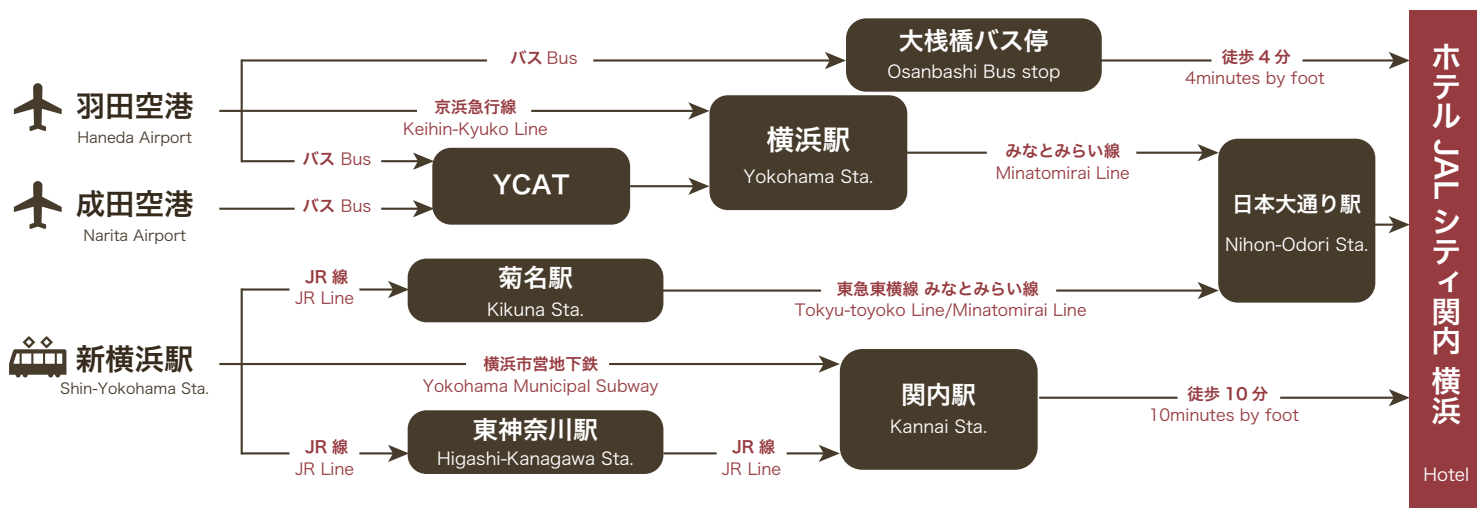 大桟橋バス停
Osanbashi Bus stop
バス Bus
徒歩 4 分
4minutes by foot
羽田空港
Haneda Airport
京浜急行線
Keihin-Kyuko Line
横浜駅
Yokohama Sta.
みなとみらい線
Minatomirai Line
バス Bus
YCAT
成田空港
Narita Airport
バス Bus
日本大通り駅
Nihon-Odori Sta.
JR 線
JR Line
菊名駅
Kikuna Sta.
東急東横線 みなとみらい線
Tokyu-toyoko Line/Minatomirai Line
新横浜駅
Shin-Yokohama Sta.
横浜市営地下鉄
Yokohama Municipal Subway
関内駅
Kannai Sta.
徒歩 10 分
10minutes by foot
JR 線
JR Line
東神奈川駅
Higashi-Kanagawa Sta.
JR 線
JR Line
ホテル JAL シティ関内 横浜
Hotel